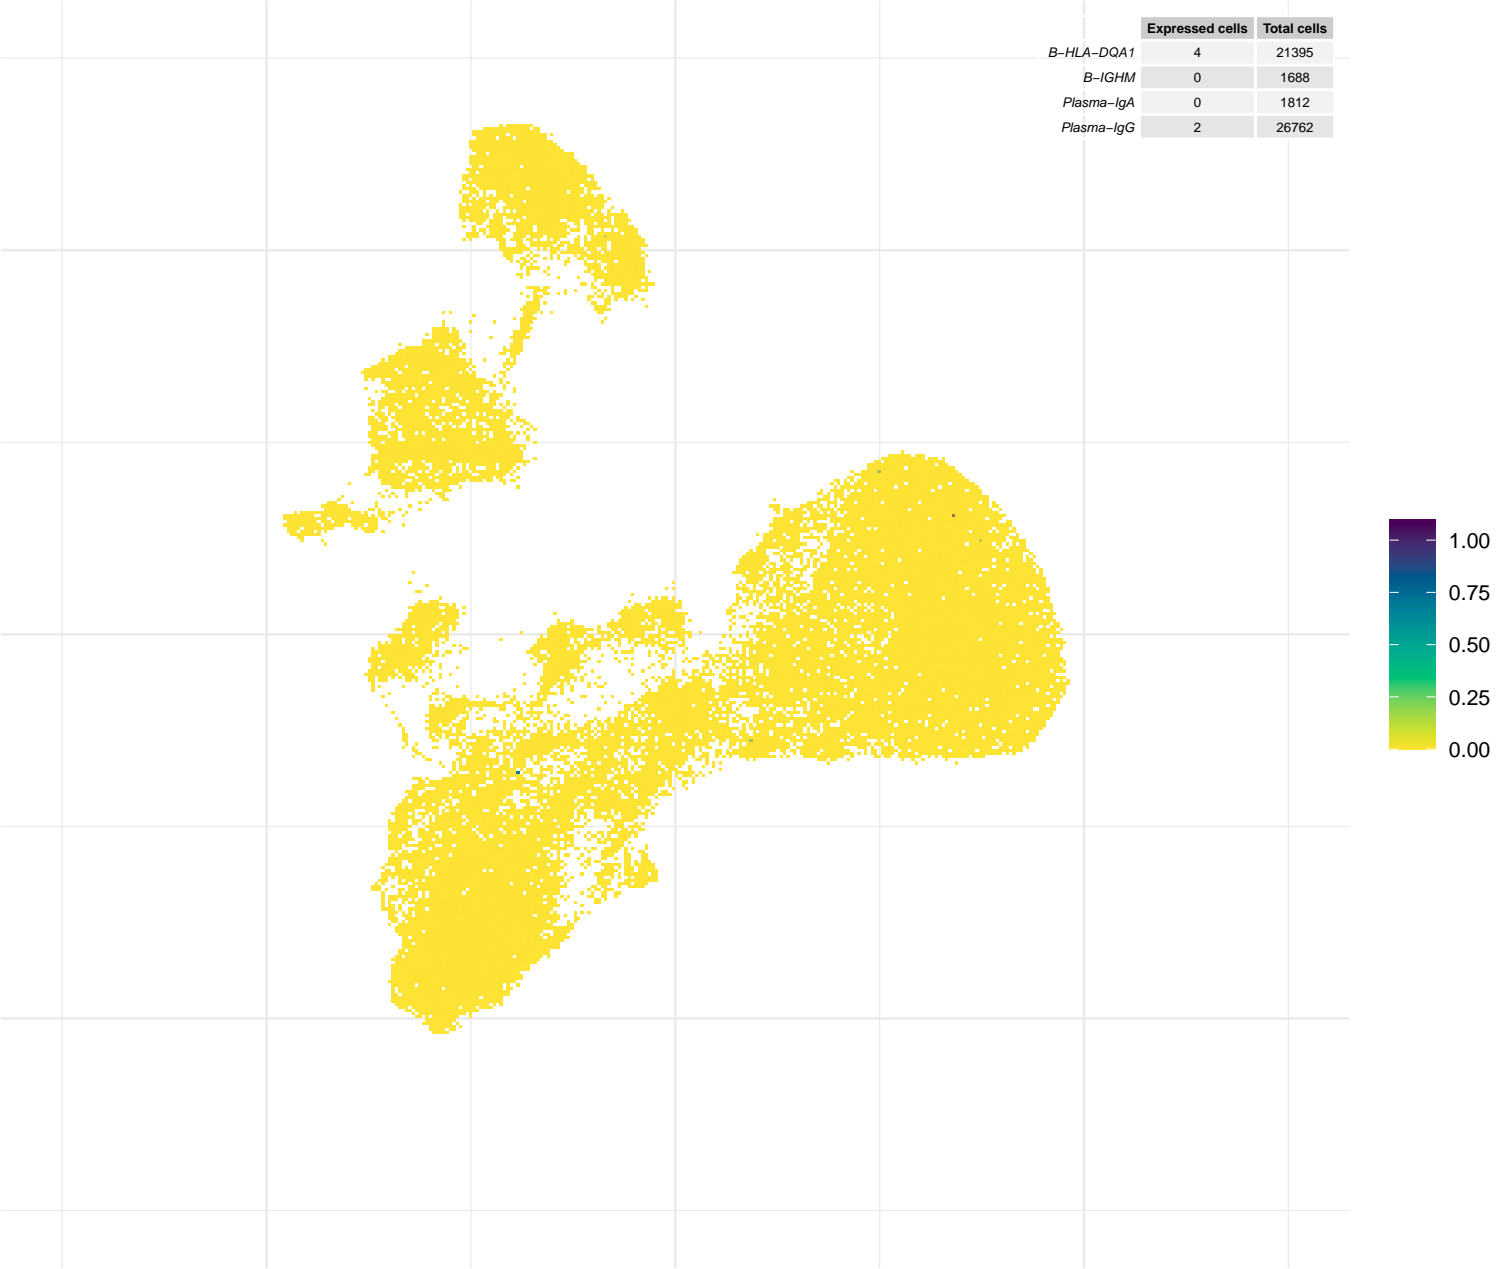 Expressed cells Total cells
B−HLA−DQA1 4 21395
B−IGHM 0 1688
Plasma−IgA 0 1812
Plasma−IgG 2 26762
1.00
0.75
0.50
0.25
0.00